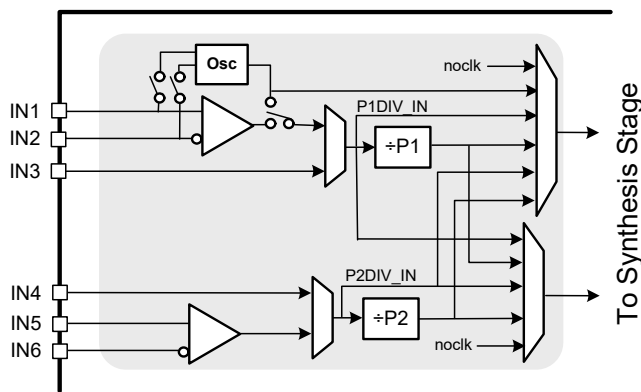 Osc
noclk
IN1
IN2
IN3
P1DIV_IN
÷P1
To Synthesis Stage
IN4
IN5
IN6
P2DIV_IN
÷P2
noclk